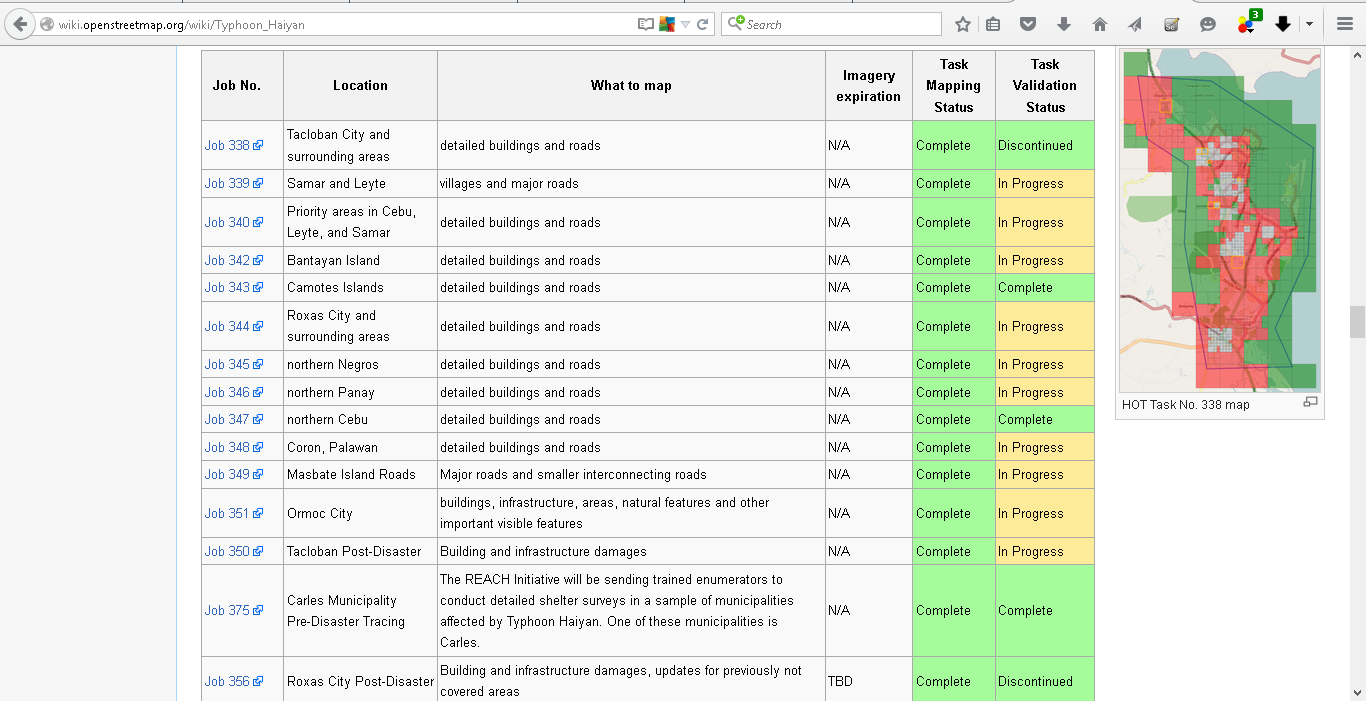 wiki.openstreetmap.org/wiki/Typhoon_Haiyan
Search
3
Job No.
Location
What to map
Imagery
expiration
Task
Mapping
Status
Task
Validation
Status
Job 338
Tacloban City and
surrounding areas
detailed buildings and roads
N/A
Complete
Discontinued
Job 339
Samar and Leyte
villages and major roads
N/A
Complete
In Progress
Job 340
Priority areas in Cebu,
Leyte, and Samar
detailed buildings and roads
N/A
Complete
In Progress
Job 342
Bantayan Island
detailed buildings and roads
N/A
Complete
In Progress
Job 343
Camotes Islands
detailed buildings and roads
N/A
Complete
Complete
Job 344
Roxas City and
surrounding areas
detailed buildings and roads
N/A
Complete
In Progress
Job 345
northern Negros
detailed buildings and roads
N/A
Complete
In Progress
Job 346
northern Panay
detailed buildings and roads
N/A
Complete
In Progress
Job 347
northern Cebu
detailed buildings and roads
N/A
Complete
Complete
Job 348
Coron, Palawan
detailed buildings and roads
N/A
Complete
In Progress
Job 349
Masbate Island Roads
Major roads and smaller interconnecting roads
N/A
Complete
In Progress
Job 351
Ormoc City
buildings, infrastructure, areas, natural features and other
important visible features
N/A
Complete
In Progress
Job 350
Tacloban Post-Disaster
Building and infrastructure damages
N/A
Complete
In Progress
Job 375
Carles Municipality
Pre-Disaster Tracing
The REACH Initiative will be sending trained enumerators to
conduct detailed shelter surveys in a sample of municipalities
affected by Typhoon Haiyan. One of these municipalities is
Carles.
N/A
Complete
Complete
Job 356
Roxas City Post-Disaster
Building and infrastructure damages, updates for previously not
covered areas
TBD
Complete
Discontinued
HOT Task No. 338 map